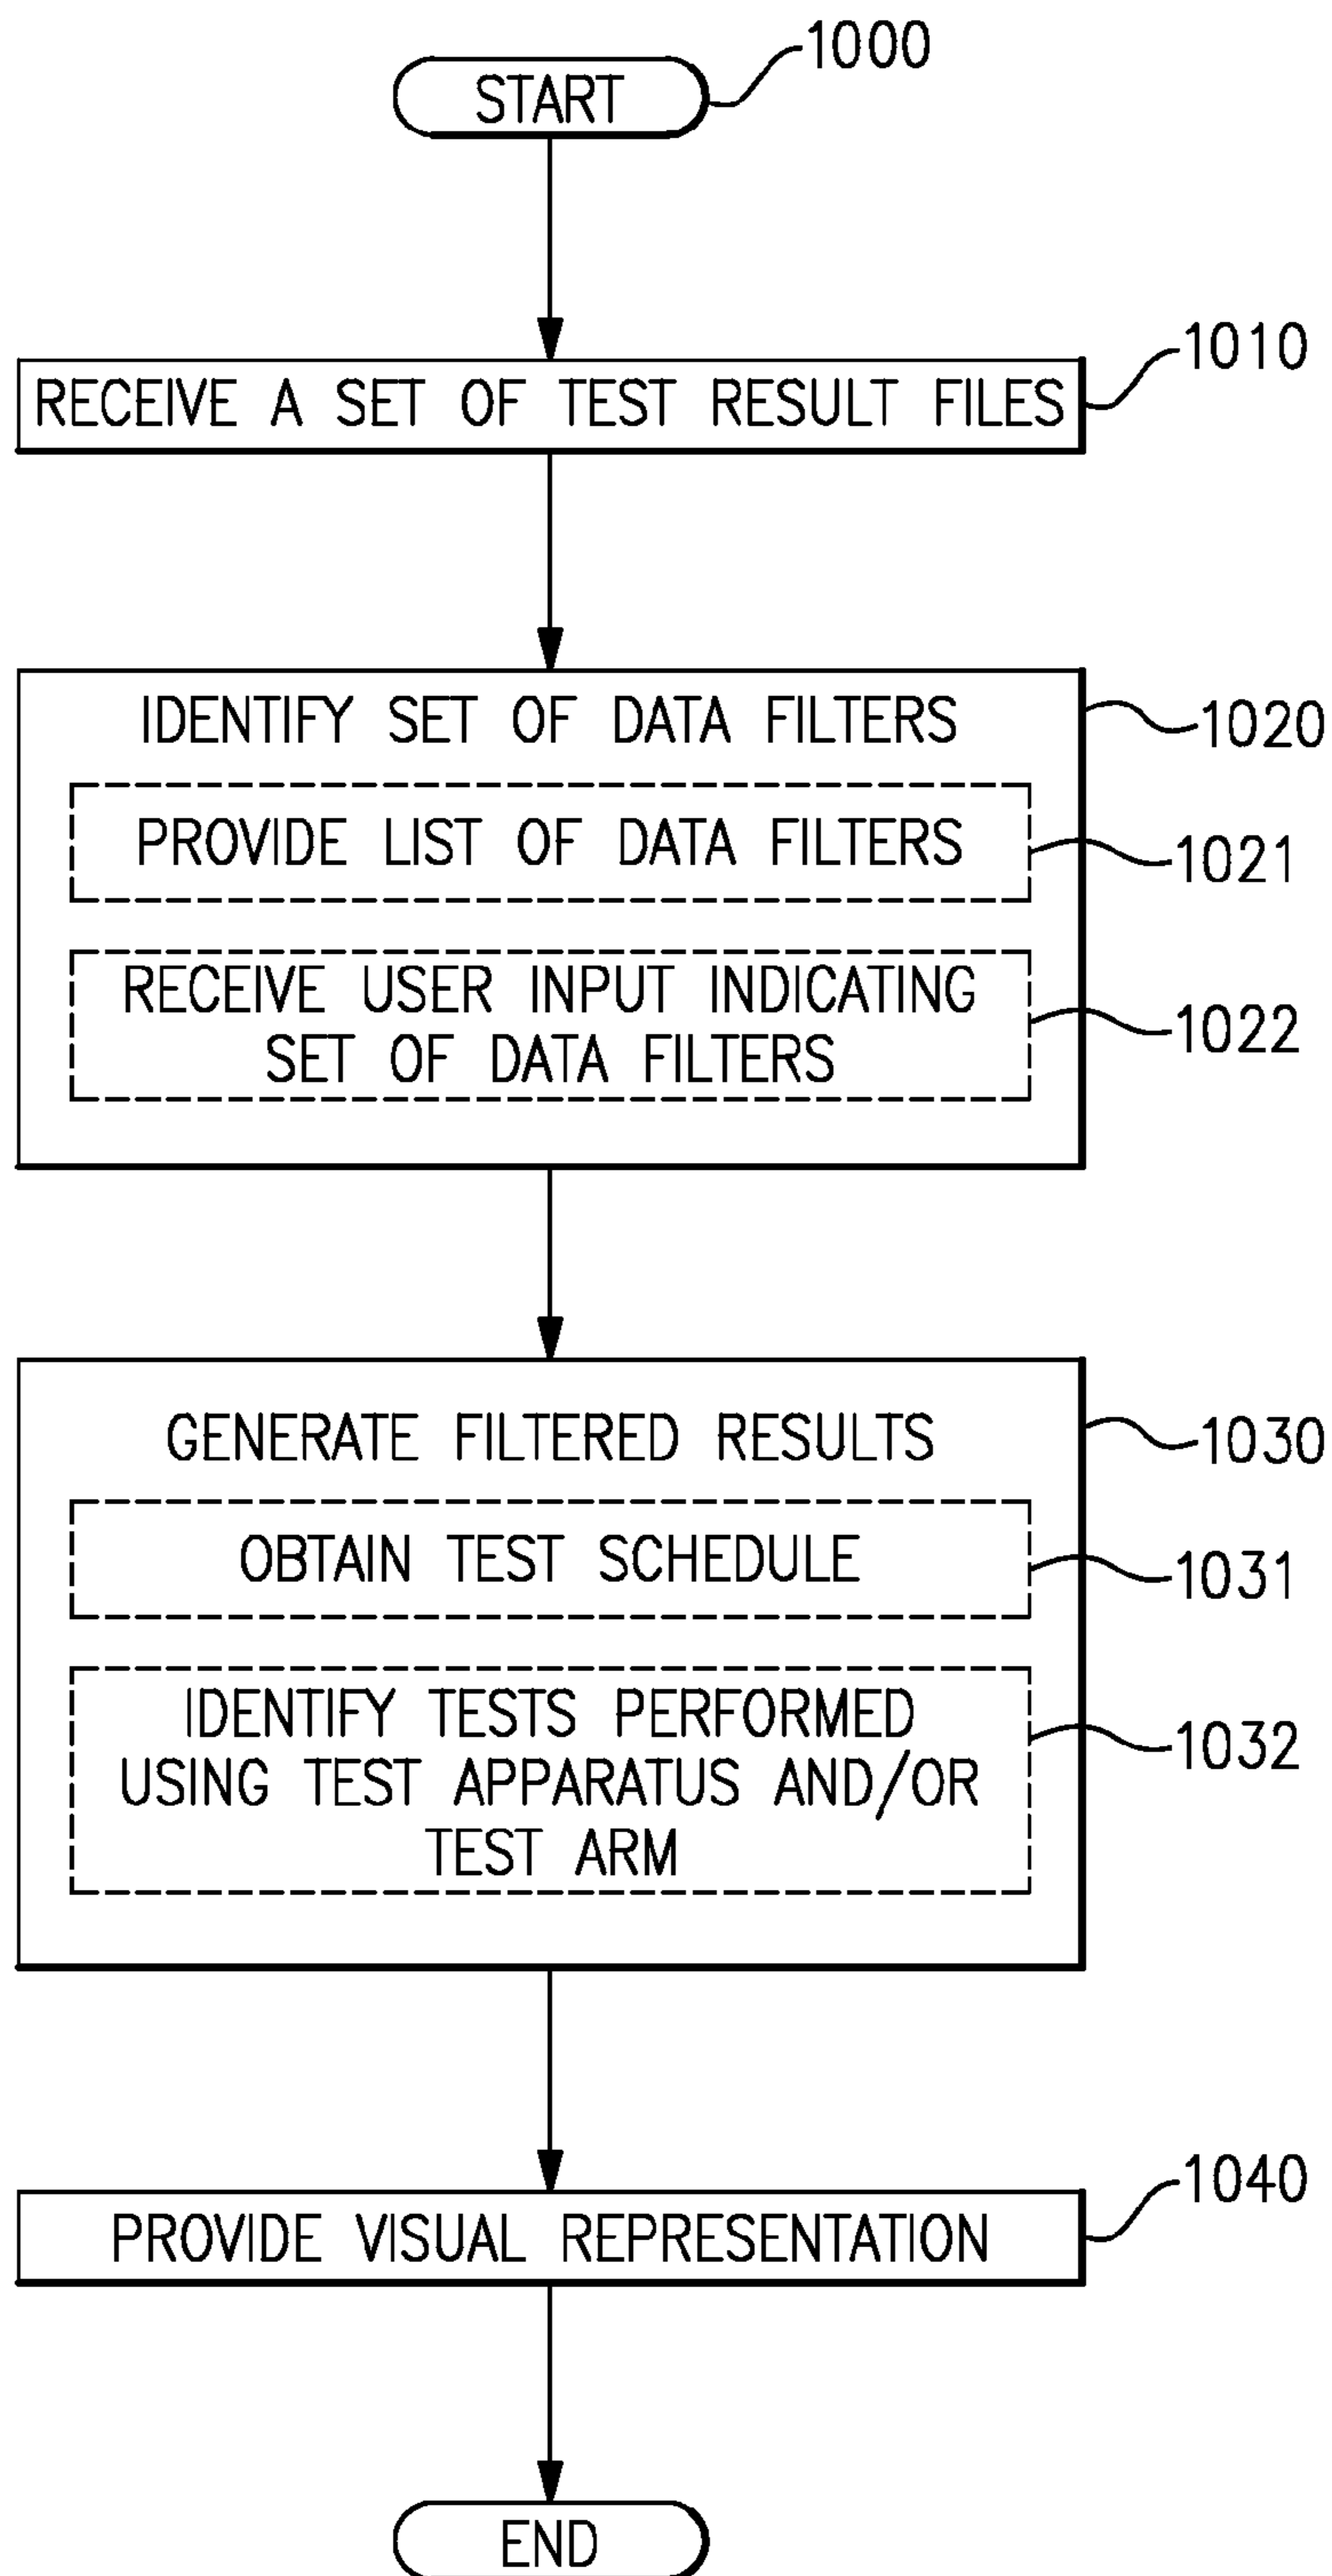 START
1000
RECEIVE A SET OF TEST RESULT FILES
1010
IDENTIFY SET OF DATA FILTERS
1020
PROVIDE LIST OF DATA FILTERS
1021
RECEIVE USER INPUT INDICATING
SET OF DATA FILTERS
1022
GENERATE FILTERED RESULTS
1030
OBTAIN TEST SCHEDULE
1031
IDENTIFY TESTS PERFORMED
USING TEST APPARATUS AND/OR
TEST ARM
1032
PROVIDE VISUAL REPRESENTATION
1040
END